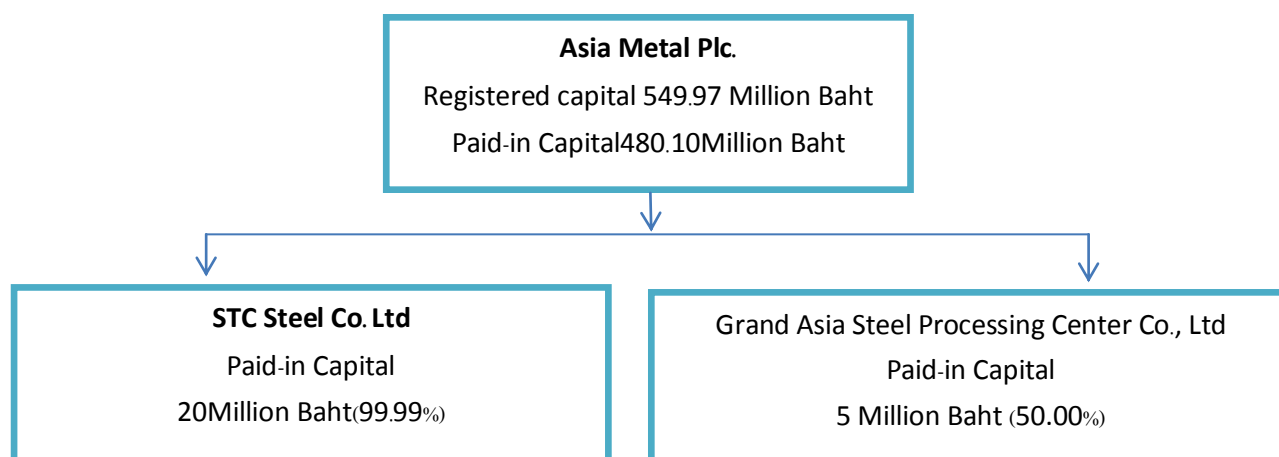 Asia Metal Plc.
Registered capital 549.97 Million Baht
Paid-in Capital480.10Million Baht
STC Steel Co. Ltd
Paid-in Capital
20Million Baht(99.99%)
Grand Asia Steel Processing Center Co., Ltd
Paid-in Capital
5 Million Baht (50.00%)